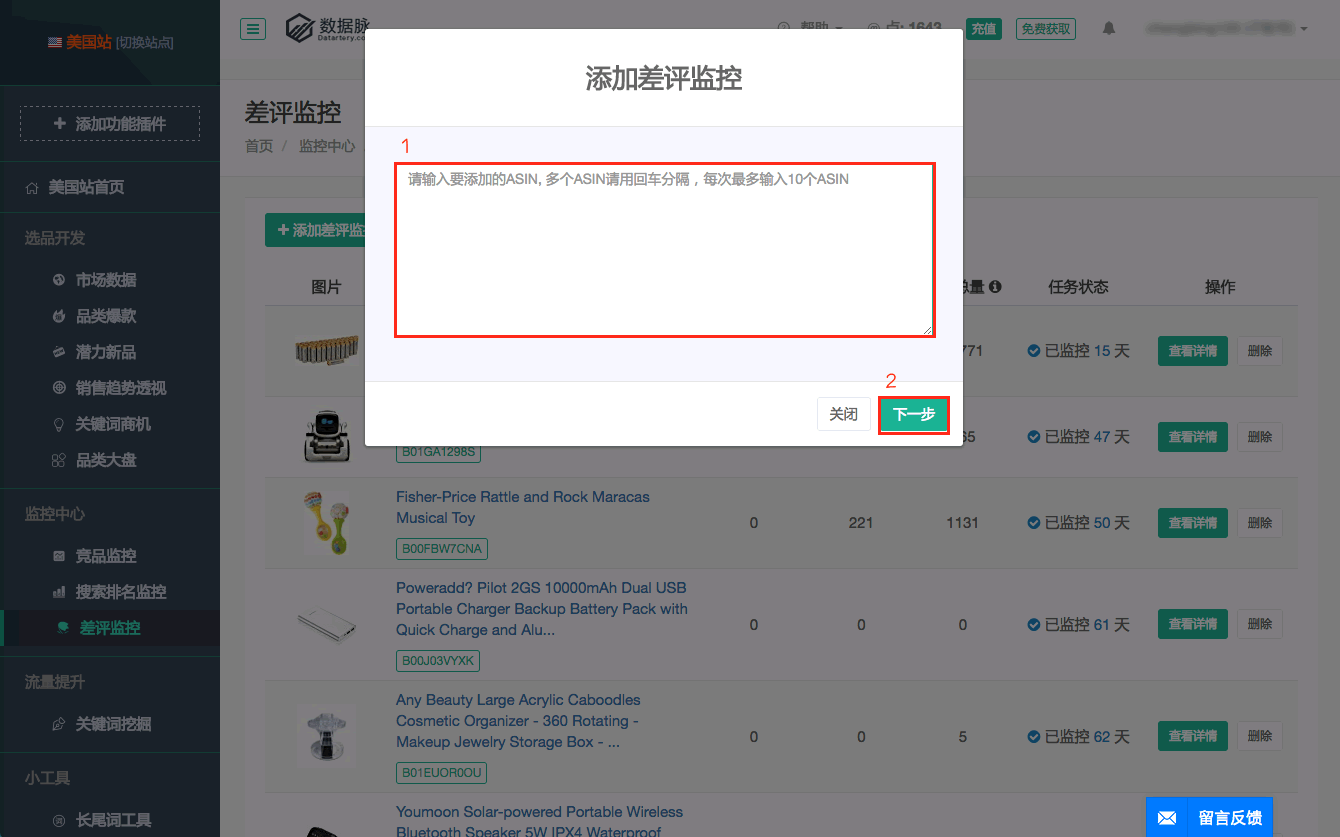 美国站 [切换站点]
添加功能插件
美国站首页
选品开发
市场数据
品类爆款
潜力新品
销售趋势透视
关键词商机
品类大盘
监控中心
竞品监控
搜索排名监控
差评监控
流量提升
关键词挖掘
小工具
长尾词工具
数据脉
Datartery.co
帮助
点: 1643
充值
免费获取
差评监控
首页 / 监控中心
添加差评监
图片
总量
任务状态
操作
添加差评监控
1
请输入要添加的ASIN, 多个ASIN请用回车分隔，每次最多输入10个ASIN
2
关闭
下一步
771
已监控 15 天
查看详情
删除
B01GA1298S
65
已监控 47 天
查看详情
删除
Fisher-Price Rattle and Rock Maracas
Musical Toy
B00FBW7CNA
0
221
1131
已监控 50 天
查看详情
删除
Poweradd? Pilot 2GS 10000mAh Dual USB
Portable Charger Backup Battery Pack with
Quick Charge and Alu...
B00J03VYXK
0
0
0
已监控 61 天
查看详情
删除
Any Beauty Large Acrylic Caboodles
Cosmetic Organizer - 360 Rotating -
Makeup Jewelry Storage Box - ...
B01EUOR0OU
0
0
5
已监控 62 天
查看详情
删除
Youmoon Solar-powered Portable Wireless
Bluetooth Speaker 5W IPX4 Waterproof
留言反馈